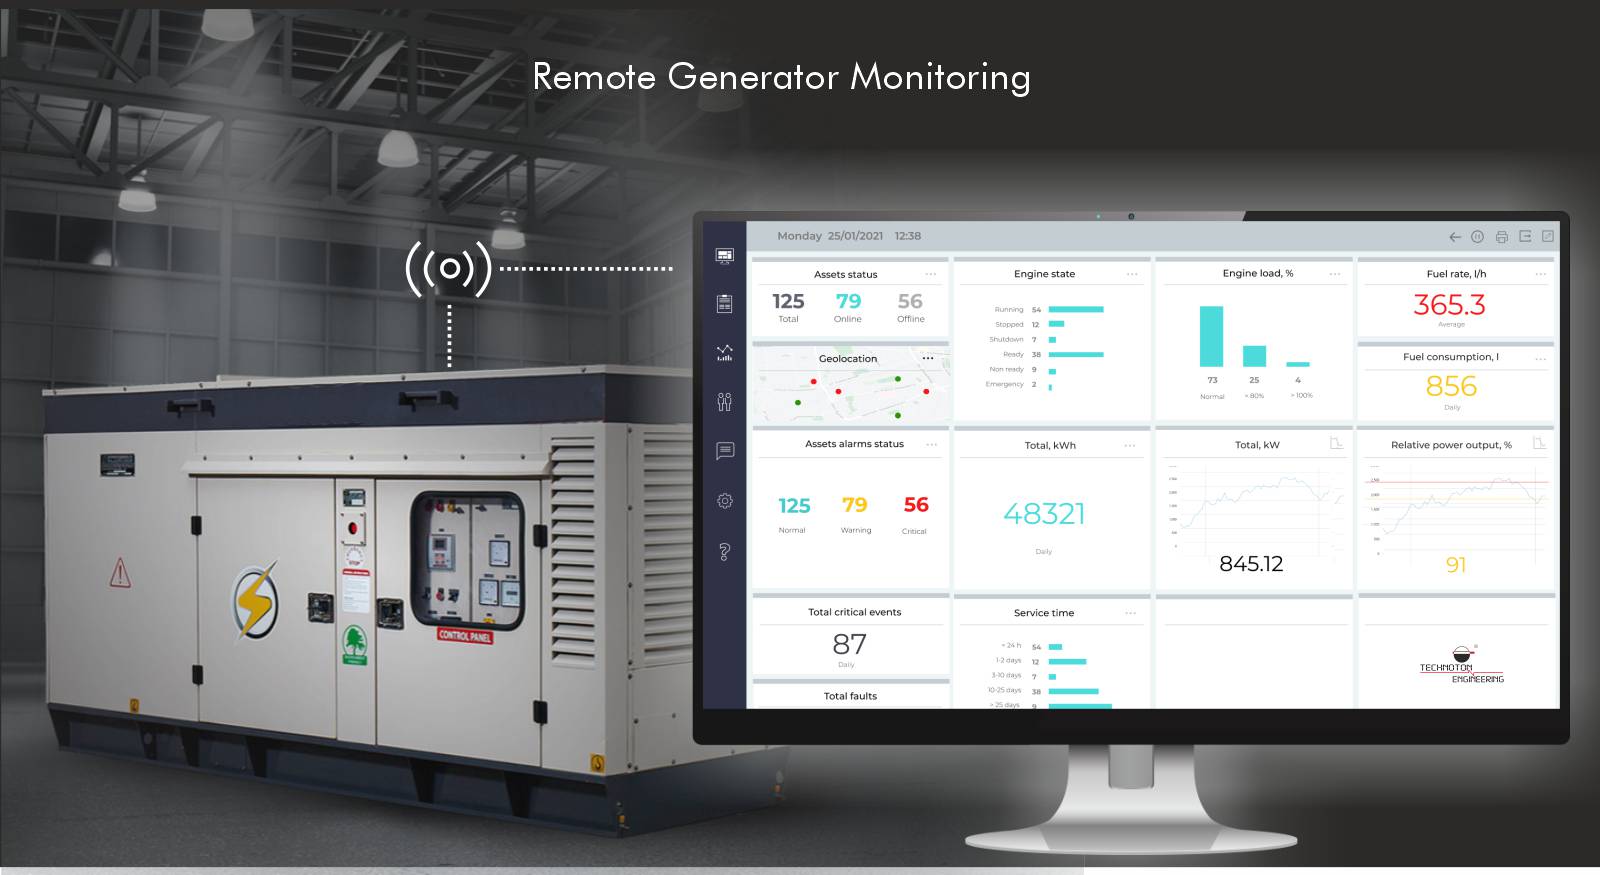 Remote Generator Monitoring
Monday 25/01/2021 12:38
Assets status
125 79 56
Total Online Offline
Geolocation
Assets alarms status
125 79 56
Normal Warning Critical
Total critical events
87
Daily
Total faults
Engine state
Running 54
Stopped 12
Shutdown 7
Ready 38
Non ready 9
Emergency 2
Total, kWh
48321
Daily
Service time
< 24 h 54
1-2 days 12
3-10 days 7
10-25 days 38
> 25 days 9
Engine load, %
73 25 4
Normal < 80% > 100%
Total, kW
845.12
Fuel rate, l/h
365.3
Average
Fuel consumption, l
856
Daily
Relative power output, %
91
TECHNOTON
ENGINEERING
®
STOP
CONTROL PANEL
?